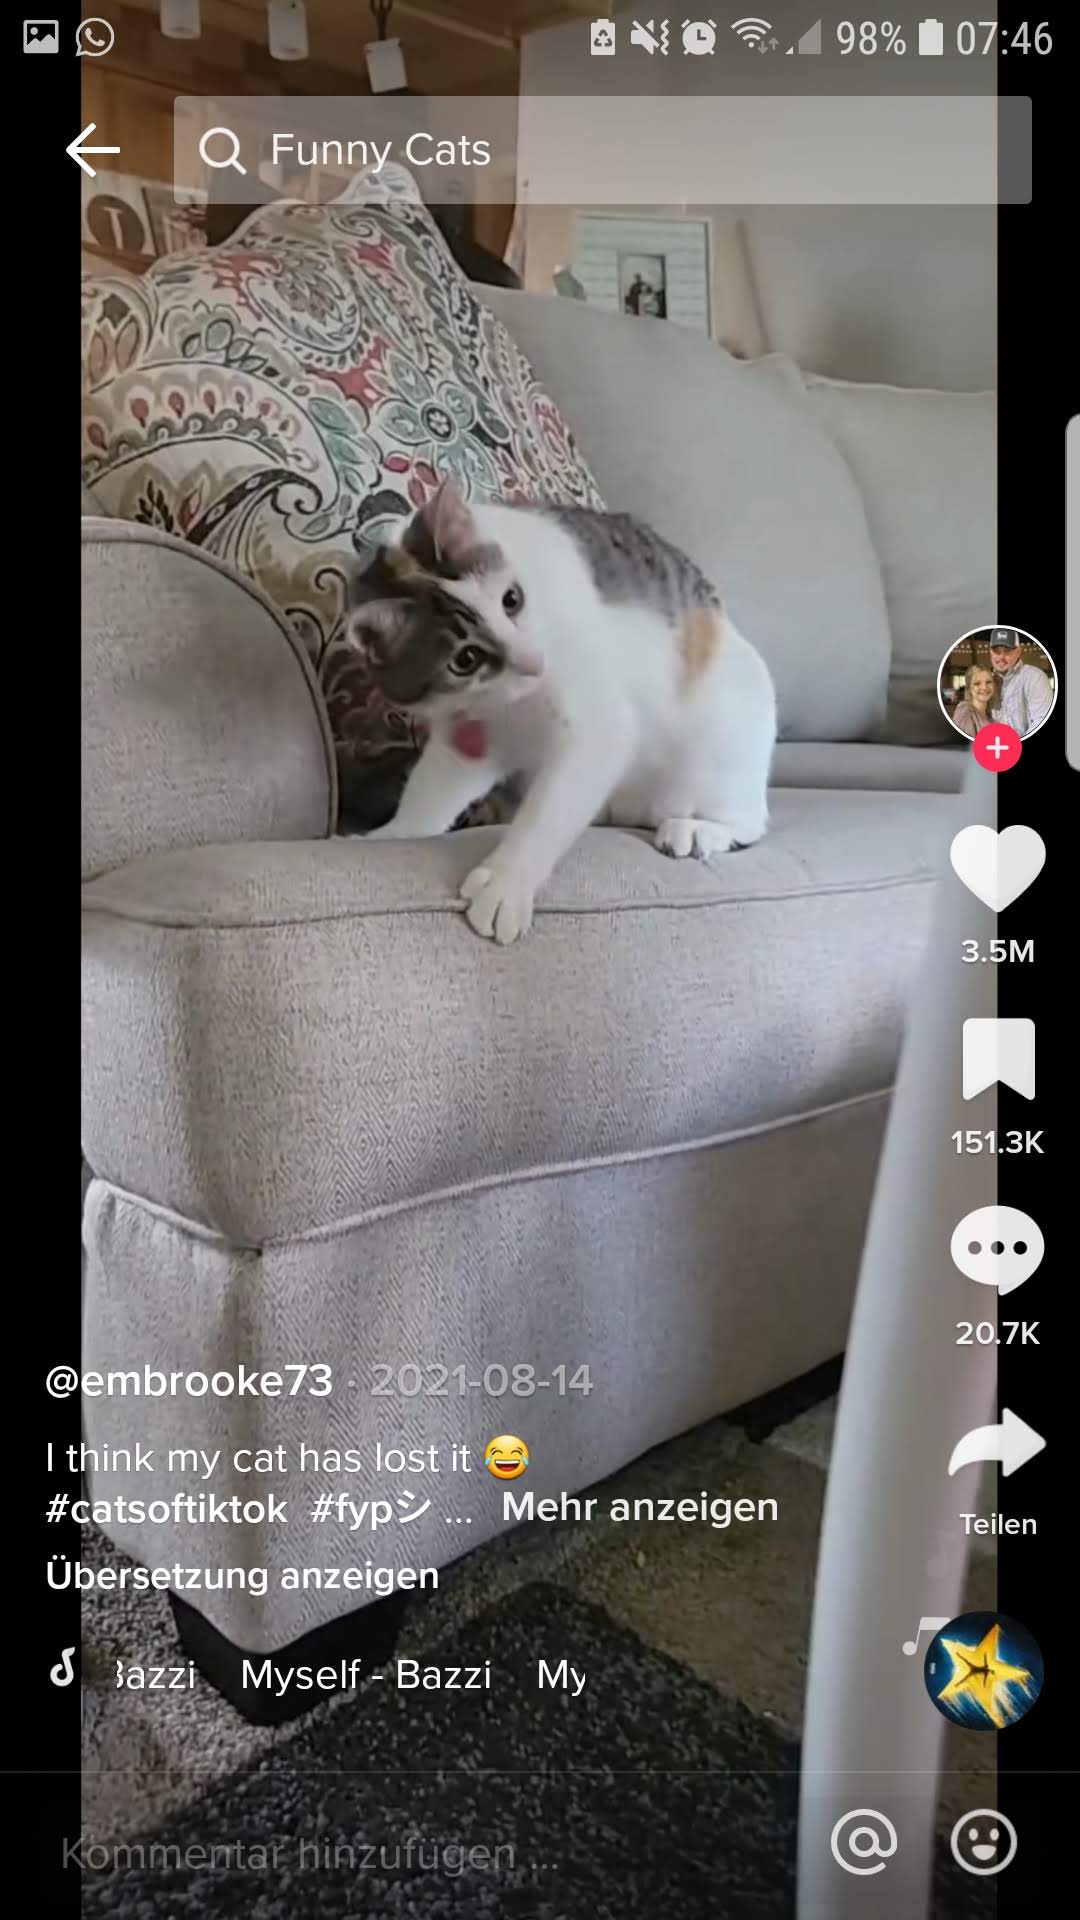 98% 07:46
Funny Cats
3.5M
151.3K
20.7K
@embrooke73 · 2021-08-14
I think my cat has lost it 😂
#catsoftiktok #fypシ ... Mehr anzeigen
Teilen
Übersetzung anzeigen
Bazzi Myself - Bazzi My
Kommentar hinzufügen ...